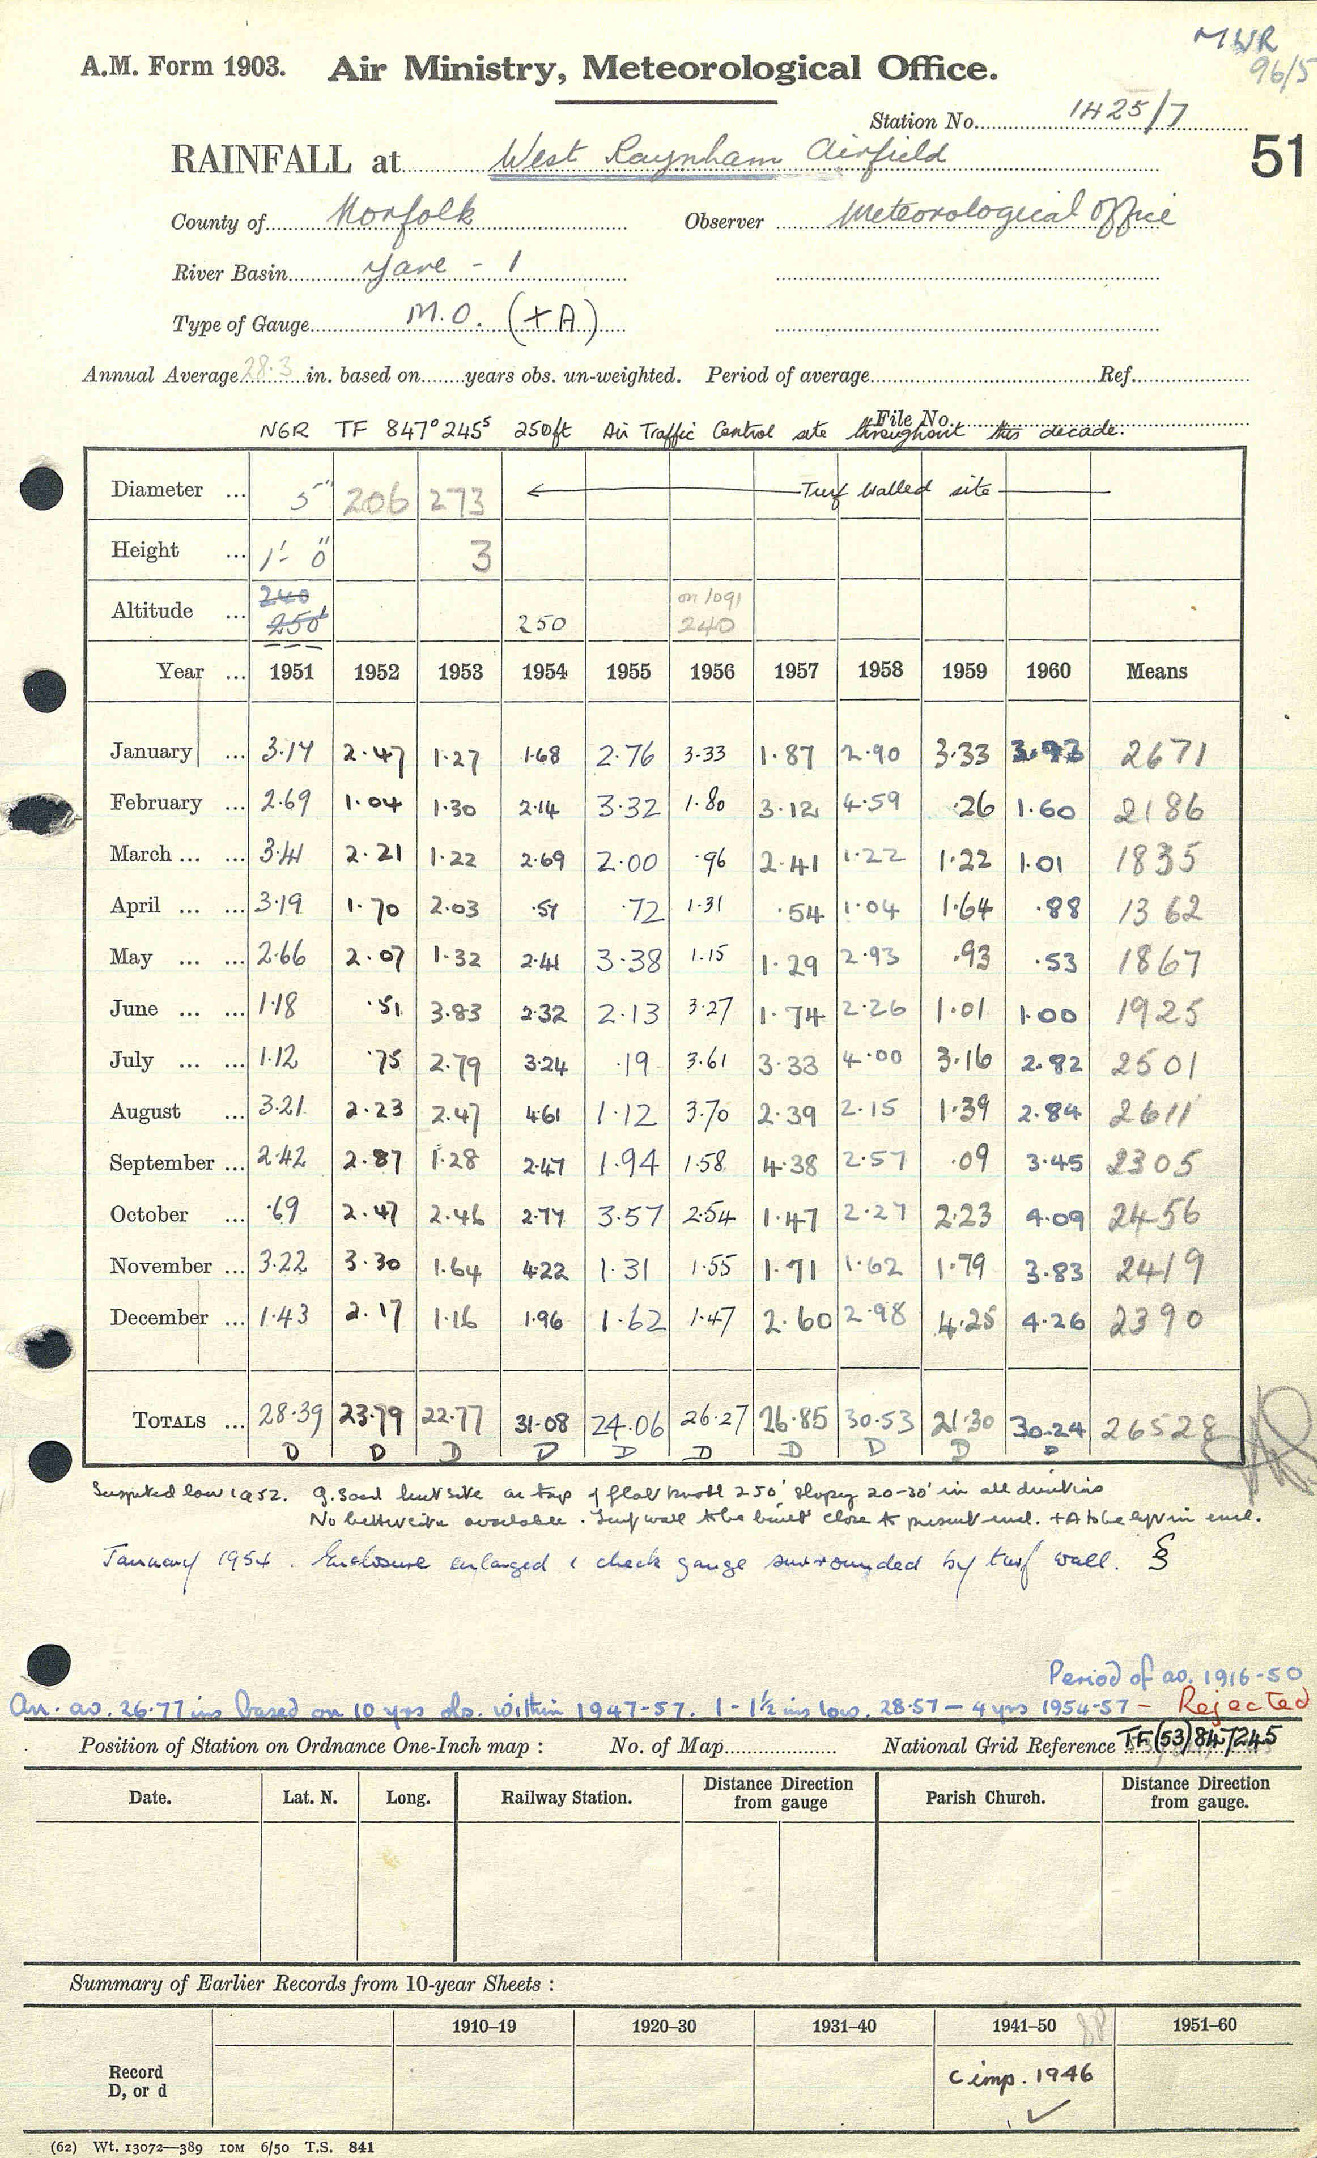 MWR
96/5
A.M. Form 1903. Air Ministry, Meteorological Office.
Station No. 1425/7
RAINFALL at West Raynham Airfield
51
County of Norfolk Observer Meteorological Office
River Basin Yare - 1
Type of Gauge M.O. (+A)
Annual Average 28.3 in. based on years obs. un-weighted. Period of average Ref.
File No.
NGR TF 847⁰245⁵ 250ft Air Traffic Control site throughout this decade.
Diameter ... 5" 206 273 Turf Walled site
Height ... 1'- 0" 3
Altitude ... 240 250' 250 on 1091 240
Year ... 1951 1952 1953 1954 1955 1956 1957 1958 1959 1960 Means
January ... 3.17 2.47 1.27 1.68 2.76 3.33 1.87 2.90 3.33 3.93 2671
February ... 2.69 1.04 1.30 2.14 3.32 1.80 3.12 4.59 .26 1.60 2186
March ... ... 3.41 2.21 1.22 2.69 2.00 .96 2.41 1.22 1.22 1.01 1835
April ... ... 3.19 1.70 2.03 .57 .72 1.31 .54 1.04 1.64 .88 1362
May ... ... 2.66 2.07 1.32 2.41 3.38 1.15 1.29 2.93 .93 .53 1867
June ... ... 1.18 .51 3.83 2.32 2.13 3.27 1.74 2.26 1.01 1.00 1925
July ... ... 1.12 .75 2.79 3.24 .19 3.61 3.33 4.00 3.16 2.82 2501
August ... 3.21 2.23 2.47 4.61 1.12 3.70 2.39 2.15 1.39 2.84 2611
September ... 2.42 2.87 1.28 2.47 1.94 1.58 4.38 2.57 .09 3.45 2305
October ... .69 2.47 2.46 2.77 3.57 2.54 1.47 2.27 2.23 4.09 2456
November ... 3.22 3.30 1.64 4.22 1.31 1.55 1.71 1.62 1.79 3.83 2419
December ... 1.43 2.17 1.16 1.96 1.62 1.47 2.60 2.98 4.25 4.26 2390
TOTALS ... 28.39 23.79 22.77 31.08 24.06 26.27 26.85 30.53 21.30 30.24 26528
D D D D D D D D D D
Suspected low 1952. G. Soed but site on top of flat knoll 250' sloping 20-30' in all directions
No better site available. Turf wall to be built close to present encl. +A to be kept in encl.
January 1954. Enclosure enlarged & check gauge surrounded by turf wall. §
Period of av. 1916-50
An. av. 26.77 ins based on 10 yrs obs. within 1947-57. 1 - 1½ ins low. 28.57 - 4 yrs 1954-57 - Rejected
Position of Station on Ordnance One-Inch map : No. of Map National Grid Reference TF(53)847245
Date. Lat. N. Long. Railway Station. Distance from gauge Direction Parish Church. Distance from gauge. Direction
Summary of Earlier Records from 10-year Sheets :
1910–19 1920–30 1931–40 1941–50 1951–60
Record D, or d C imp. 1946
✓
(62) Wt. 13072—389 10M 6/50 T.S. 841